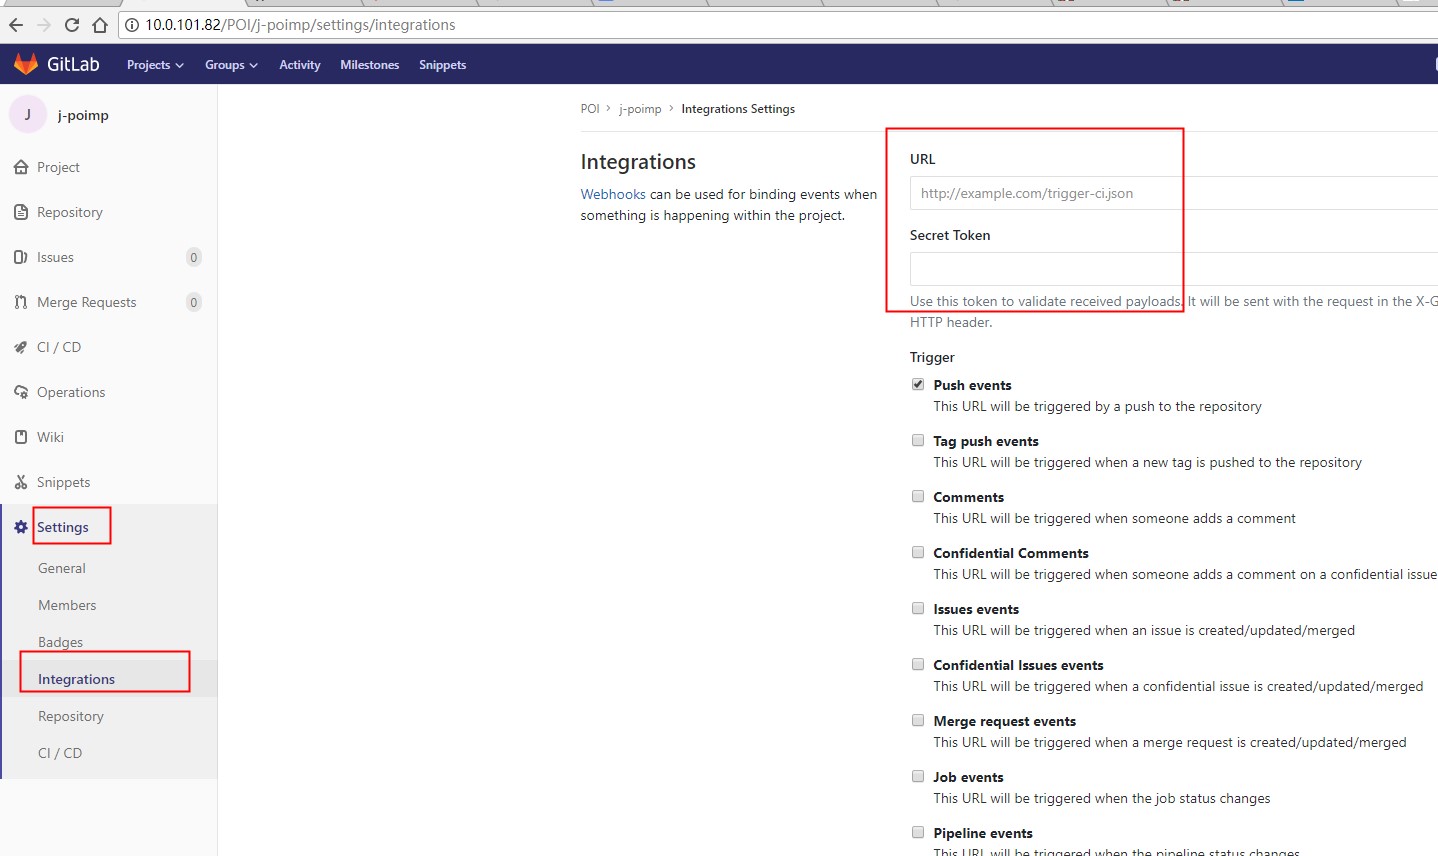 10.0.101.82/POI/j-poimp/settings/integrations
GitLab Projects Groups Activity Milestones Snippets
J j-poimp
Project
Repository
Issues 0
Merge Requests 0
CI / CD
Operations
Wiki
Snippets
Settings
General
Members
Badges
Integrations
Repository
CI / CD
POI > j-poimp > Integrations Settings
Integrations
Webhooks can be used for binding events when
something is happening within the project.
URL
http://example.com/trigger-ci.json
Secret Token
Use this token to validate received payloads. It will be sent with the request in the X-G
HTTP header.
Trigger
Push events
This URL will be triggered by a push to the repository
Tag push events
This URL will be triggered when a new tag is pushed to the repository
Comments
This URL will be triggered when someone adds a comment
Confidential Comments
This URL will be triggered when someone adds a comment on a confidential issue
Issues events
This URL will be triggered when an issue is created/updated/merged
Confidential Issues events
This URL will be triggered when a confidential issue is created/updated/merged
Merge request events
This URL will be triggered when a merge request is created/updated/merged
Job events
This URL will be triggered when the job status changes
Pipeline events
This URL will be triggered when the pipeline status changes